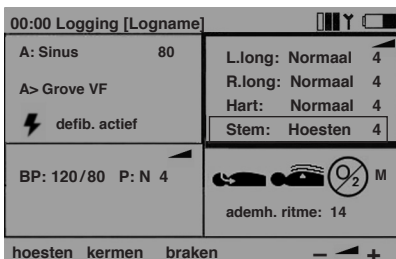 00:00 Logging [Logname]
A: Sinus 80
A> Grove VF
defib. actief
L.long: Normaal 4
R.long: Normaal 4
Hart: Normaal 4
Stem: Hoesten 4
BP: 120/80 P: N 4
O2 M
ademh. ritme: 14
hoesten kermen braken - +